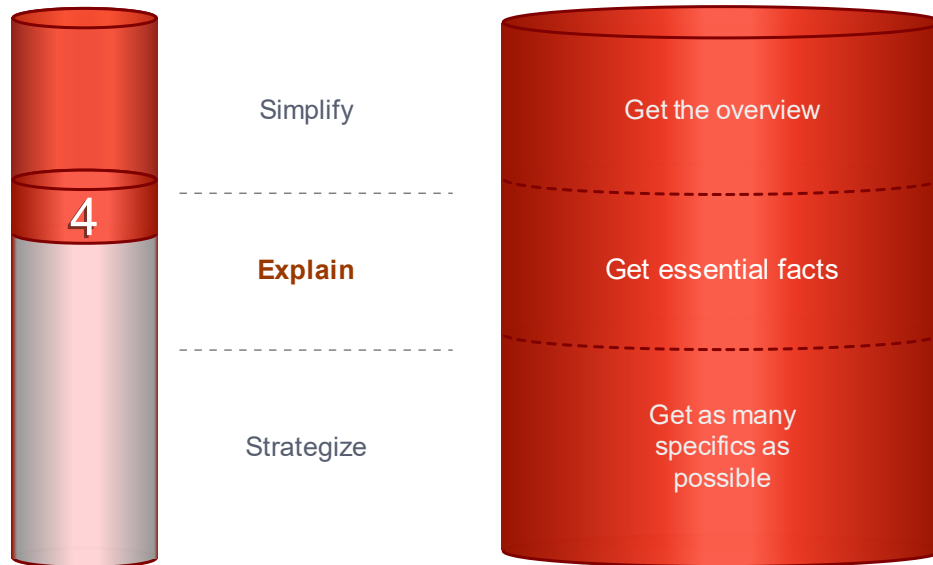 Simplify
Get the overview
4
Explain
Get essential facts
Strategize
Get as many
specifics as
possible